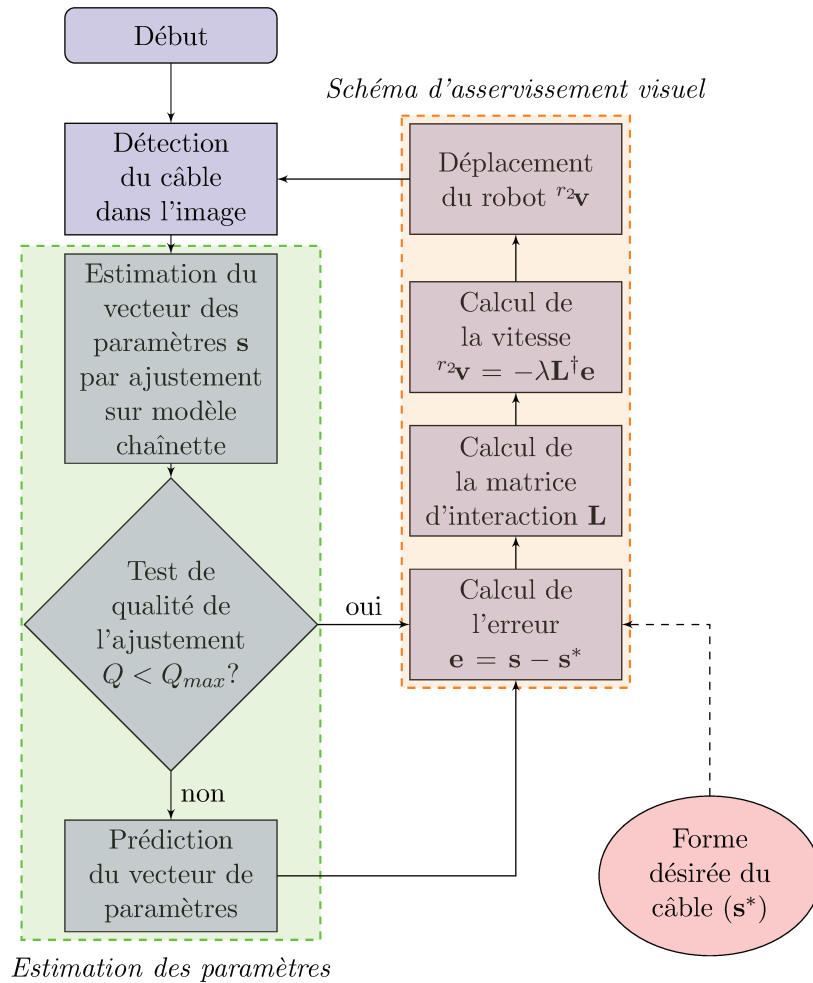 Début
Schéma d'asservissement visuel
Détection
du câble
dans l'image
Déplacement
du robot ʳ²v
Estimation du
vecteur des
paramètres s
par ajustement
sur modèle
chaînette
Calcul de
la vitesse
ʳ²v = −λL†e
Calcul de
la matrice
d'interaction L
Test de
qualité de
l'ajustement
Q < Qmax?
oui
Calcul de
l'erreur
e = s − s*
non
Prédiction
du vecteur de
paramètres
Forme
désirée du
câble (s*)
Estimation des paramètres